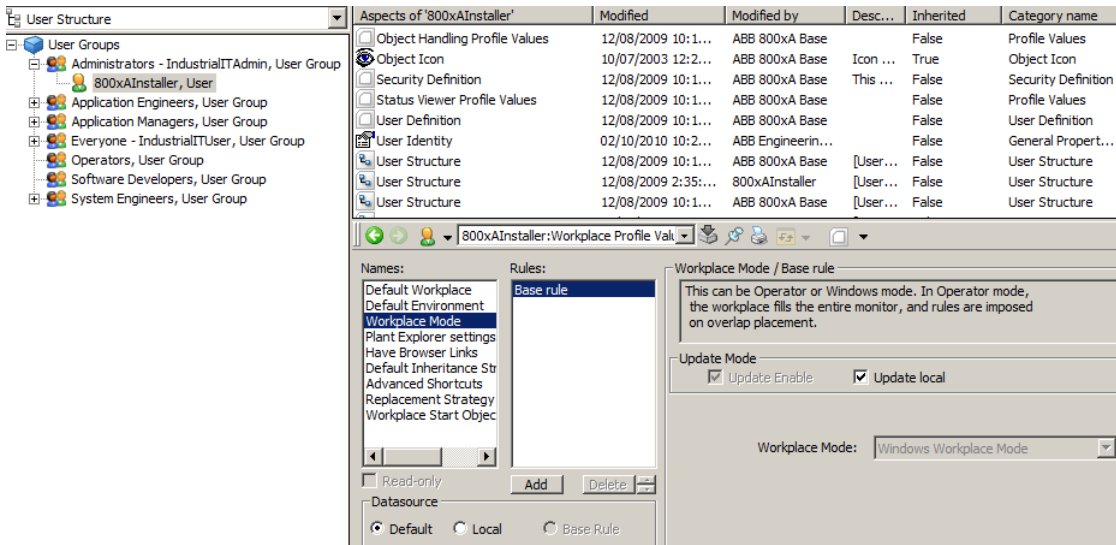 User Structure
User Groups
Administrators - IndustrialITAdmin, User Group
800xAInstaller, User
Application Engineers, User Group
Application Managers, User Group
Everyone - IndustrialITUser, User Group
Operators, User Group
Software Developers, User Group
System Engineers, User Group
Aspects of '800xAInstaller' Modified Modified by Desc... Inherited Category name
Object Handling Profile Values 12/08/2009 10:1... ABB 800xA Base False Profile Values
Object Icon 10/07/2003 12:2... ABB 800xA Base Icon ... True Object Icon
Security Definition 12/08/2009 10:1... ABB 800xA Base This ... False Security Definition
Status Viewer Profile Values 12/08/2009 10:1... ABB 800xA Base False Profile Values
User Definition 12/08/2009 10:1... ABB 800xA Base False User Definition
User Identity 02/10/2010 10:2... ABB Engineerin... False General Propert...
User Structure 12/08/2009 10:1... ABB 800xA Base [User... False User Structure
User Structure 12/08/2009 2:35:... 800xAInstaller [User... False User Structure
User Structure 12/08/2009 10:1... ABB 800xA Base [User... False User Structure
800xAInstaller:Workplace Profile Valu
Names:
Default Workplace
Default Environment
Workplace Mode
Plant Explorer settings
Have Browser Links
Default Inheritance Str
Advanced Shortcuts
Replacement Strategy
Workplace Start Objec
Read-only
Rules:
Base rule
Add Delete
Datasource
Default Local Base Rule
Workplace Mode / Base rule
This can be Operator or Windows mode. In Operator mode,
the workplace fills the entire monitor, and rules are imposed
on overlap placement.
Update Mode
Update Enable Update local
Workplace Mode: Windows Workplace Mode